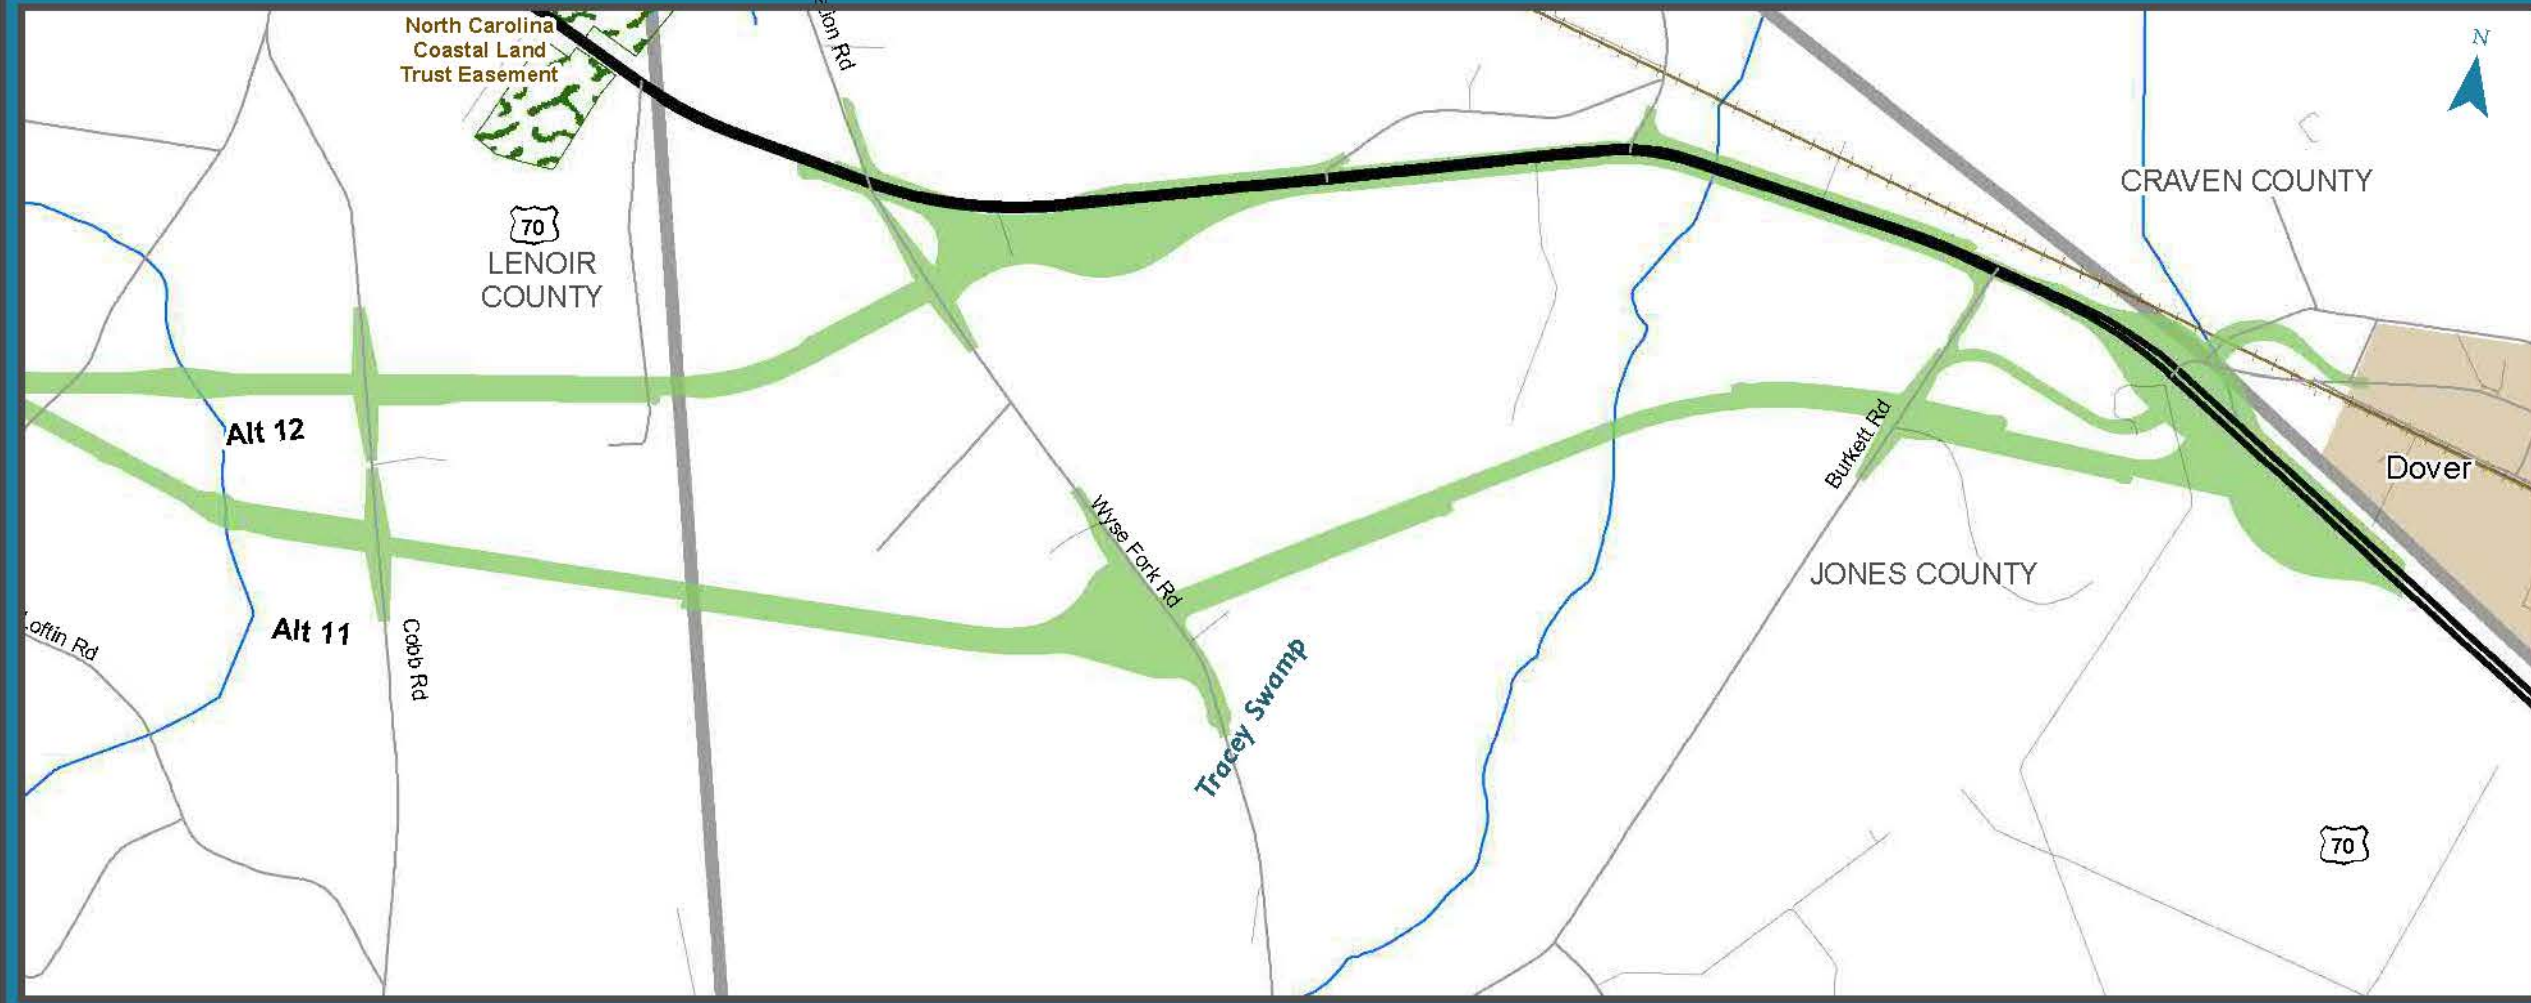 North Carolina
Coastal Land
Trust Easement
N
CRAVEN COUNTY
70
LENOIR
COUNTY
Alt 12
Burkett Rd
Dover
Wyse Fork Rd
JONES COUNTY
Alt 11
Cobb Rd
Loftin Rd
Tracey Swamp
70
Rd